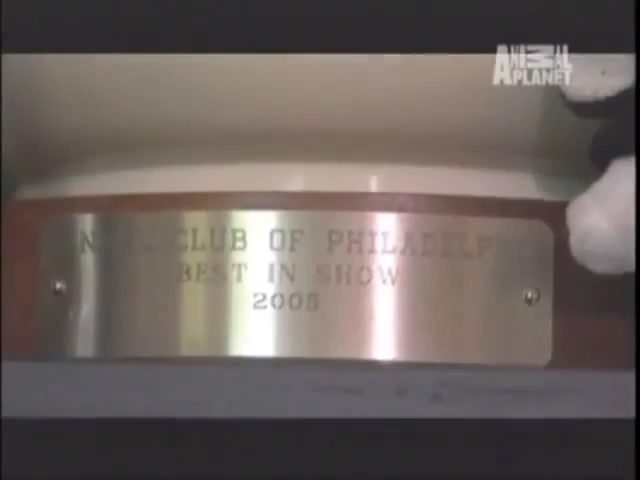 ANIMAL
PLANET
CLUB OF PHILADELP
BEST IN SHOW
2005